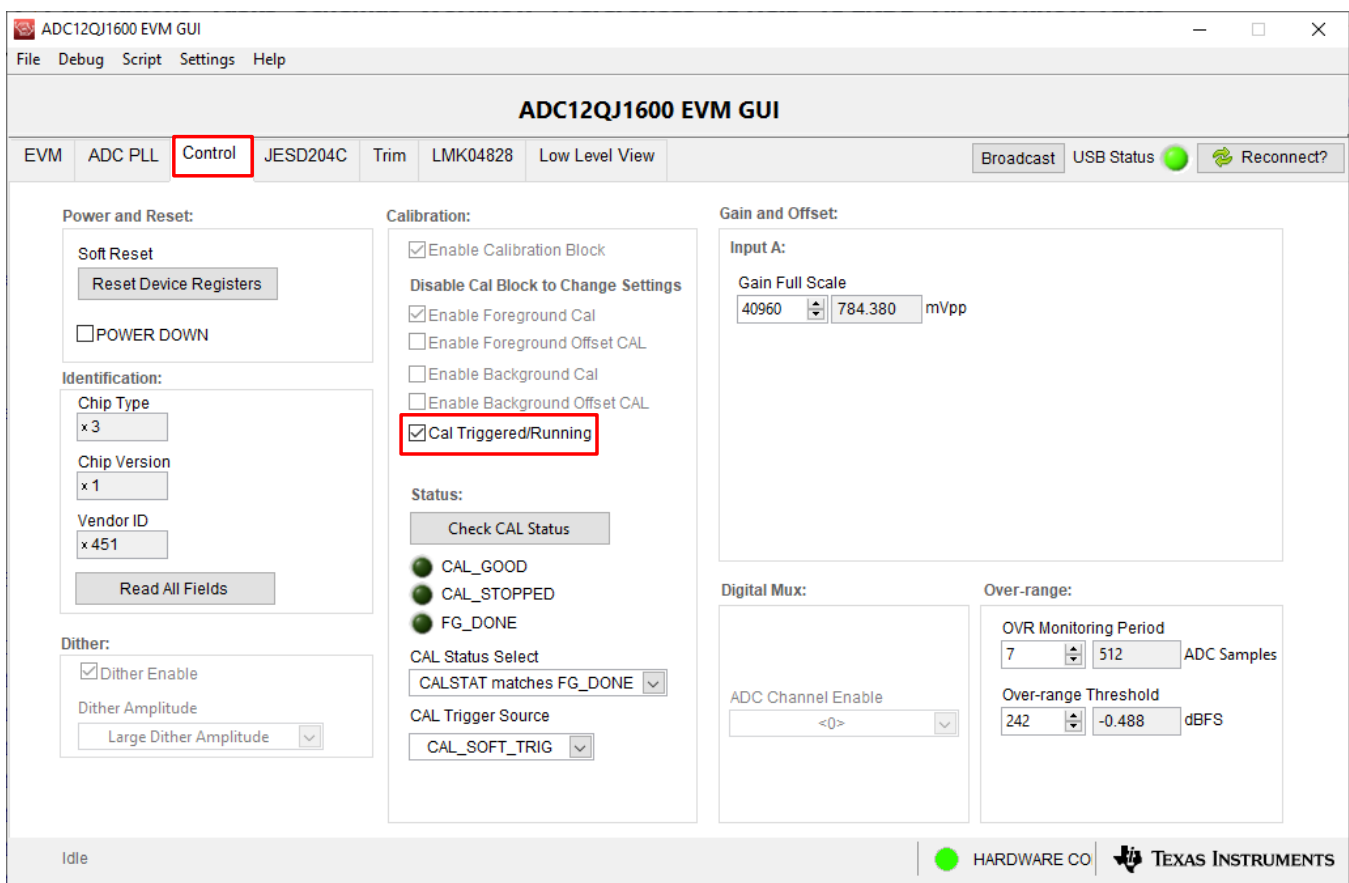 ADC12QJ1600 EVM GUI
File Debug Script Settings Help
ADC12QJ1600 EVM GUI
EVM ADC PLL Control JESD204C Trim LMK04828 Low Level View Broadcast USB Status Reconnect?
Power and Reset:
Soft Reset
Reset Device Registers
POWER DOWN
Identification:
Chip Type
x 3
Chip Version
x 1
Vendor ID
x 451
Read All Fields
Dither:
Dither Enable
Dither Amplitude
Large Dither Amplitude
Calibration:
Enable Calibration Block
Disable Cal Block to Change Settings
Enable Foreground Cal
Enable Foreground Offset CAL
Enable Background Cal
Enable Background Offset CAL
Cal Triggered/Running
Status:
Check CAL Status
CAL_GOOD
CAL_STOPPED
FG_DONE
CAL Status Select
CALSTAT matches FG_DONE
CAL Trigger Source
CAL_SOFT_TRIG
Gain and Offset:
Input A:
Gain Full Scale
40960 784.380 mVpp
Digital Mux:
ADC Channel Enable
<0>
Over-range:
OVR Monitoring Period
7 512 ADC Samples
Over-range Threshold
242 -0.488 dBFS
Idle
HARDWARE CO
TEXAS INSTRUMENTS